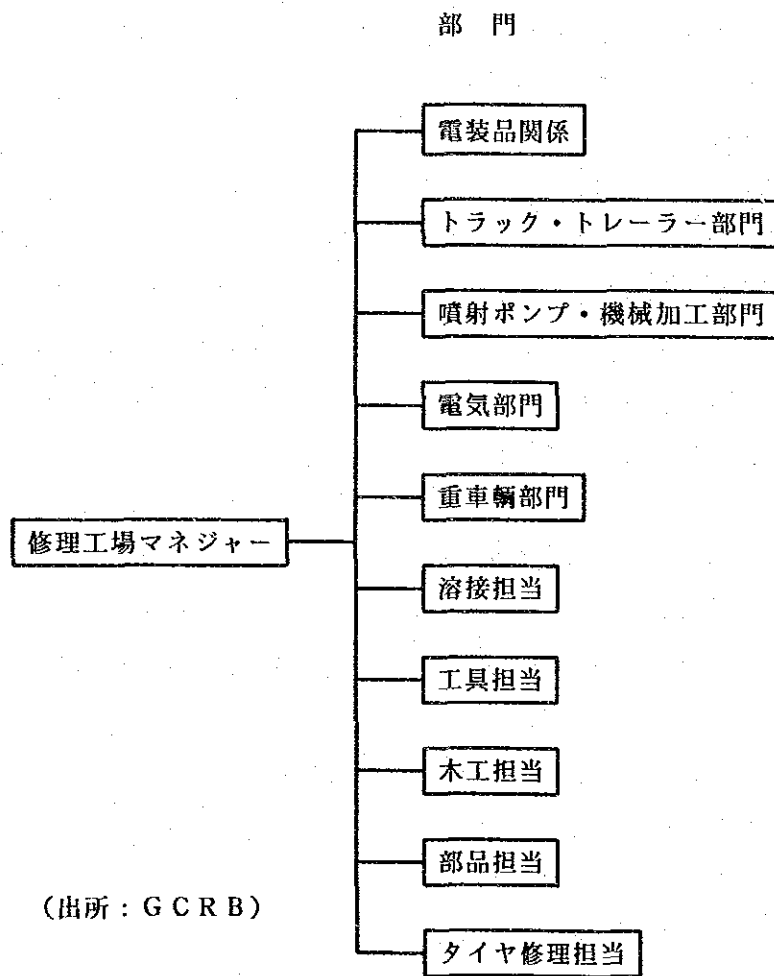 部 門
電装品関係
トラック・トレーラー部門
噴射ポンプ・機械加工部門
電気部門
重車輌部門
修理工場マネジャー
溶接担当
工具担当
木工担当
部品担当
(出所:GCRB)
タイヤ修理担当